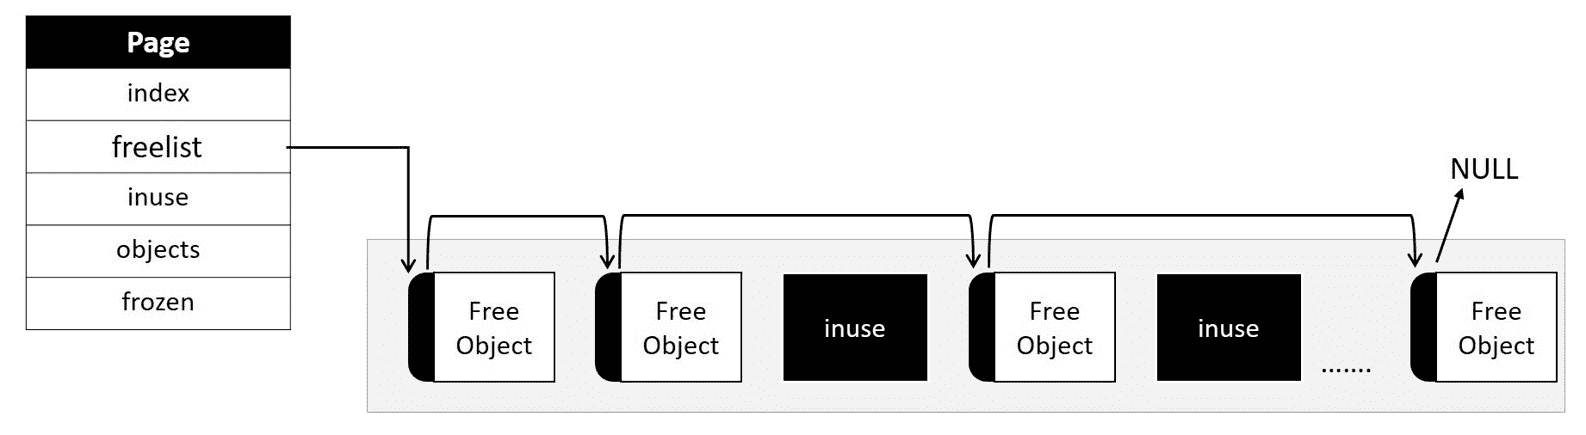 Page
index
freelist
inuse
objects
frozen
NULL
Free
Object
Free
Object
inuse
Free
Object
inuse
.......
Free
Object